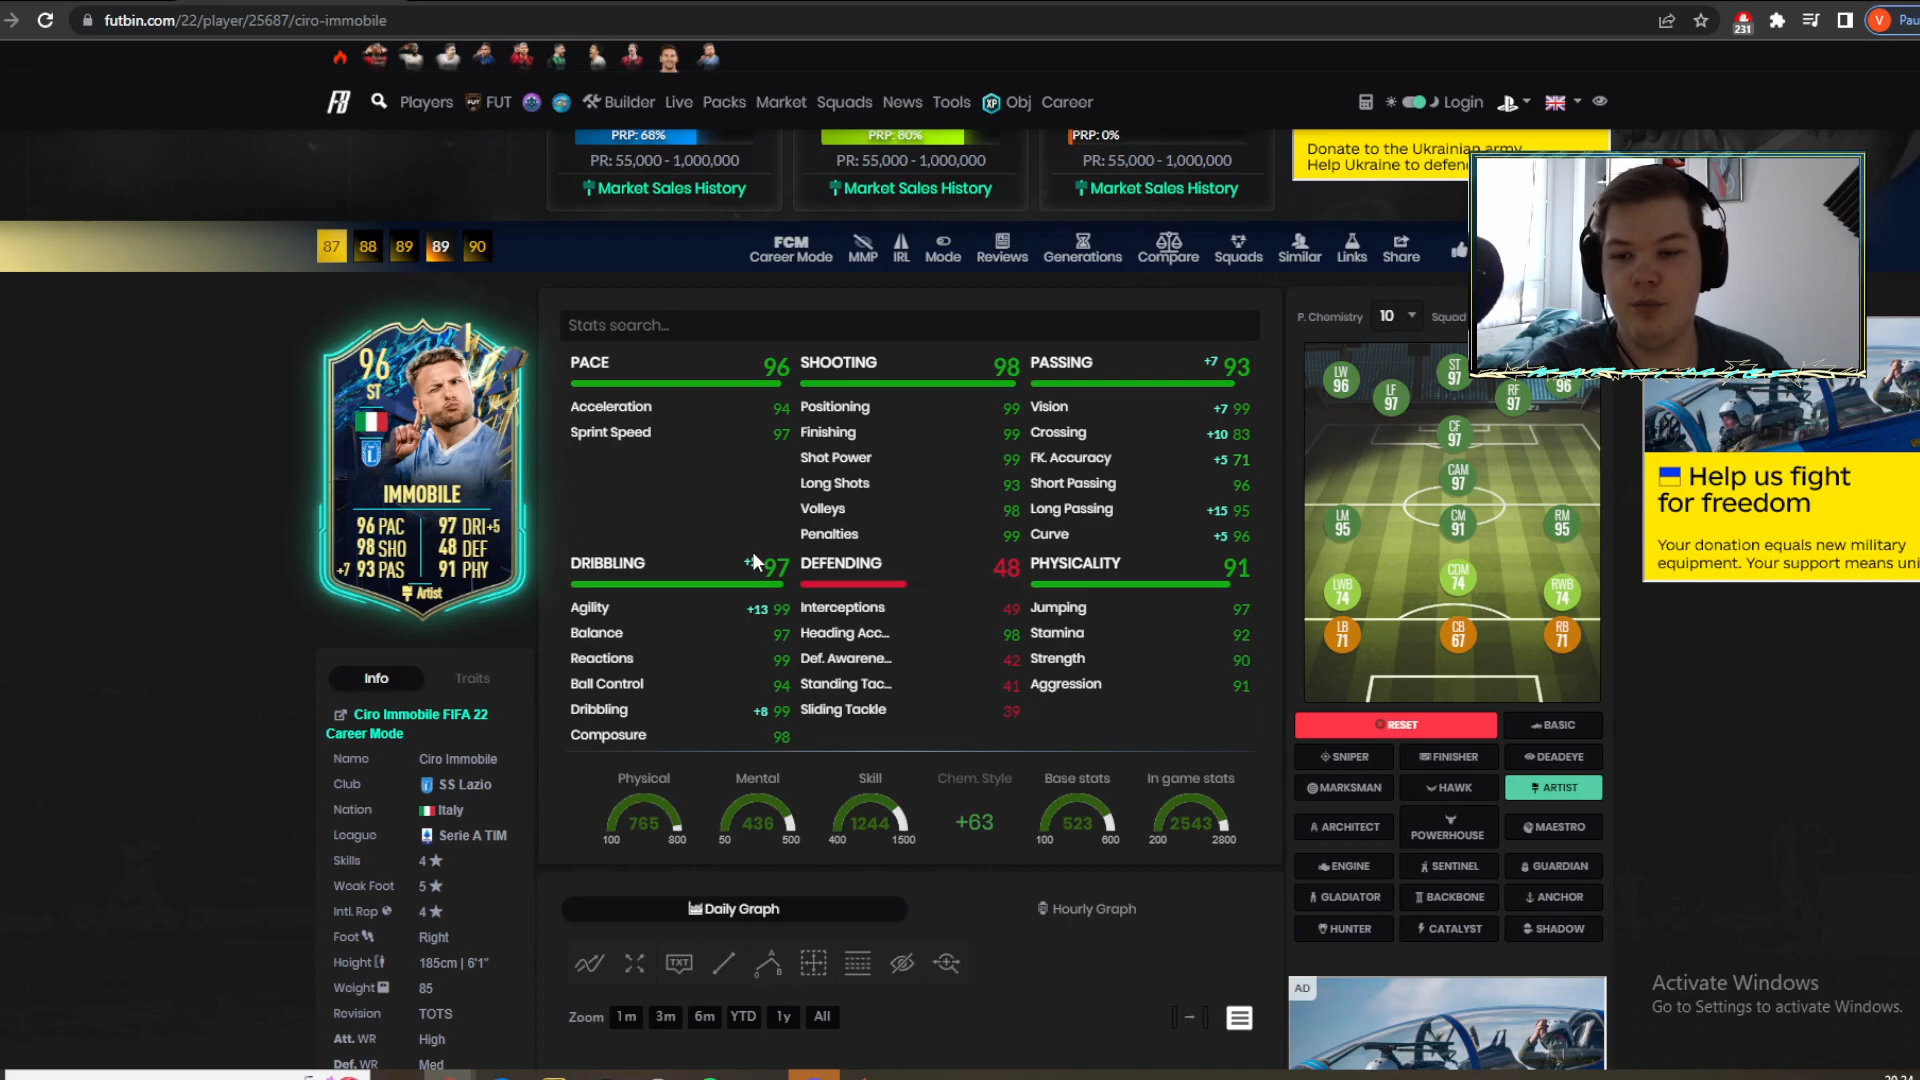 futbin.com/22/player/25687/ciro-immobile
231
V Pau
FB Players FUT Builder Live Packs Market Squads News Tools XP Obj Career Login
PRP: 68% PRP: 80% PRP: 0%
PR: 55,000 - 1,000,000 PR: 55,000 - 1,000,000 PR: 55,000 - 1,000,000
Market Sales History Market Sales History Market Sales History
Donate to the Ukrainian army
Help Ukraine to defend
87 88 89 89 90
FCM
Career Mode MMP IRL Mode Reviews Generations Compare Squads Similar Links Share
96
ST
IMMOBILE
96 PAC 97 DRI+5
98 SHO 48 DEF
+7 93 PAS 91 PHY
Artist
Stats search...
PACE 96 SHOOTING 98 PASSING +7 93
Acceleration 94 Positioning 99 Vision +7 99
Sprint Speed 97 Finishing 99 Crossing +10 83
Shot Power 99 FK. Accuracy +5 71
Long Shots 93 Short Passing 96
Volleys 98 Long Passing +15 95
Penalties 99 Curve +5 96
DRIBBLING 97 DEFENDING 48 PHYSICALITY 91
Agility +13 99 Interceptions 49 Jumping 97
Balance 97 Heading Acc... 98 Stamina 92
Reactions 99 Def. Awarene... 42 Strength 90
Ball Control 94 Standing Tac... 41 Aggression 91
Dribbling +8 99 Sliding Tackle 39
Composure 98
Physical Mental Skill Chem. Style Base stats In game stats
765 436 1244 +63 523 2543
100 800 50 500 400 1500 100 600 200 2800
Daily Graph Hourly Graph
TXT A O B
Zoom 1m 3m 6m YTD 1y All
Info Traits
Ciro Immobile FIFA 22
Career Mode
Name Ciro Immobile
Club SS Lazio
Nation Italy
League Serie A TIM
Skills 4
Weak Foot 5
Intl. Rep 4
Foot Right
Height 185cm | 6'1"
Weight 85
Revision TOTS
Att. WR High
Def. WR Med
P. Chemistry 10 Squad
LW 96 ST 97 96
LF 97 RF 97
CF 97
CAM 97
LM 95 CM 91 RM 95
LWB 74 CDM 74 RWB 74
LB 71 CB 67 RB 71
RESET BASIC
SNIPER FINISHER DEADEYE
MARKSMAN HAWK ARTIST
ARCHITECT POWERHOUSE MAESTRO
ENGINE SENTINEL GUARDIAN
GLADIATOR BACKBONE ANCHOR
HUNTER CATALYST SHADOW
Help us fight
for freedom
Your donation equals new military
equipment. Your support means
AD
Activate Windows
Go to Settings to activate Windows.